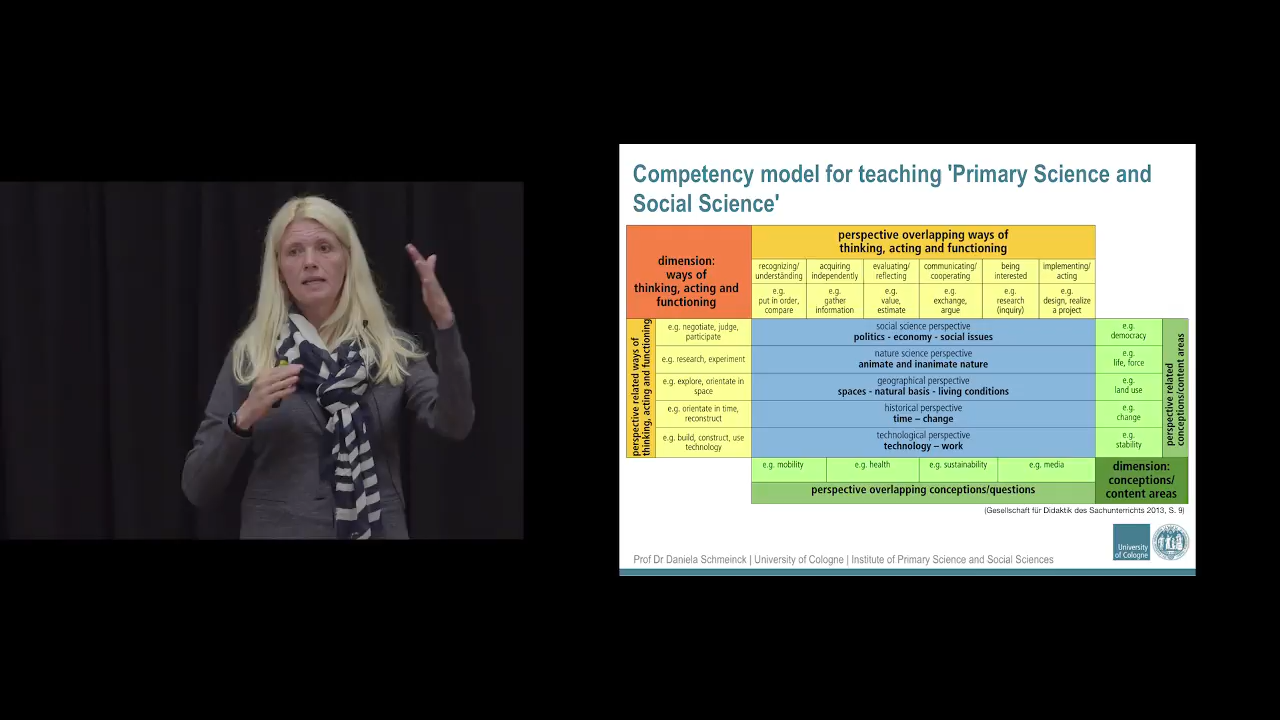 Competency model for teaching 'Primary Science and
Social Science'
dimension:
ways of
thinking, acting and
functioning
perspective overlapping ways of
thinking, acting and functioning
recognizing/
understanding
acquiring
independently
evaluating/
reflecting
communicating/
cooperating
being
interested
implementing/
acting
e.g.
put in order,
compare
e.g.
gather
information
e.g.
value,
estimate
e.g.
exchange,
argue
e.g.
research
(inquiry)
e.g.
design, realize
a project
perspective related ways of
thinking, acting and functioning
e.g. negotiate, judge,
participate
social science perspective
politics - economy - social issues
e.g.
democracy
e.g. research, experiment
nature science perspective
animate and inanimate nature
e.g.
life, force
e.g. explore, orientate in
space
geographical perspective
spaces - natural basis - living conditions
e.g.
land use
e.g. orientate in time,
reconstruct
historical perspective
time – change
e.g.
change
e.g. build, construct, use
technology
technological perspective
technology – work
e.g.
stability
perspective related
conceptions/content areas
e.g. mobility
e.g. health
e.g. sustainability
e.g. media
perspective overlapping conceptions/questions
dimension:
conceptions/
content areas
(Gesellschaft für Didaktik des Sachunterrichts 2013, S. 9)
University
of Cologne
Prof Dr Daniela Schmeinck | University of Cologne | Institute of Primary Science and Social Sciences